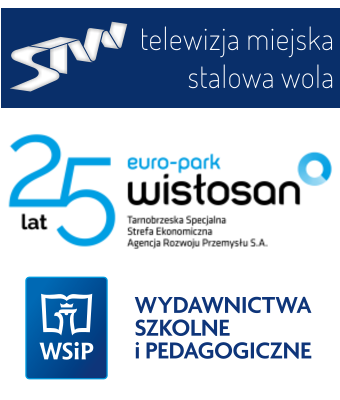 STW telewizja miejska
stalowa wola
25
lat
euro-park
wisłosan
Tarnobrzeska Specjalna
Strefa Ekonomiczna
Agencja Rozwoju Przemysłu S.A.
WSiP
WYDAWNICTWA
SZKOLNE
i PEDAGOGICZNE